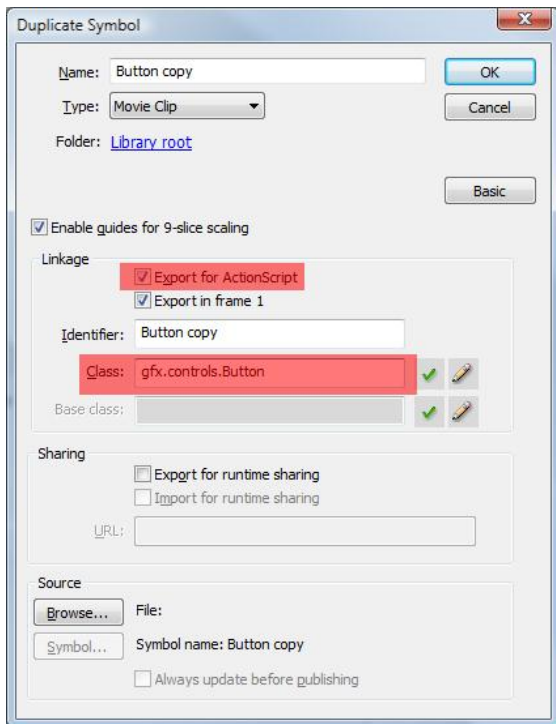 Duplicate Symbol
Name: Button copy
OK
Type: Movie Clip
Cancel
Folder: Library root
Basic
Enable guides for 9-slice scaling
Linkage
Export for ActionScript
Export in frame 1
Identifier: Button copy
Class: gfx.controls.Button
Base class:
Sharing
Export for runtime sharing
Import for runtime sharing
URL:
Source
Browse... File:
Symbol... Symbol name: Button copy
Always update before publishing